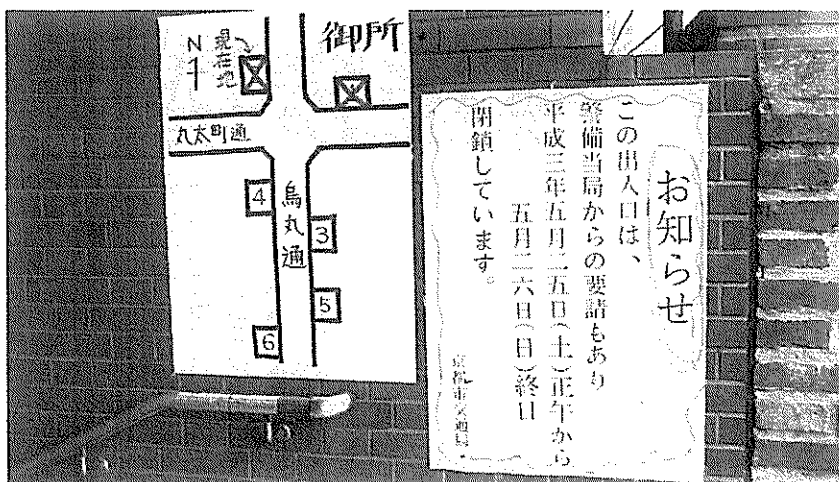 御所
N
現在地
丸太町通
烏丸通
4
3
5
6
お知らせ
この出入口は、
警備当局からの要請もあり
平成三年五月二五日(土)正午から
五月二六日(日)終日
閉鎖しています。
京都市交通局